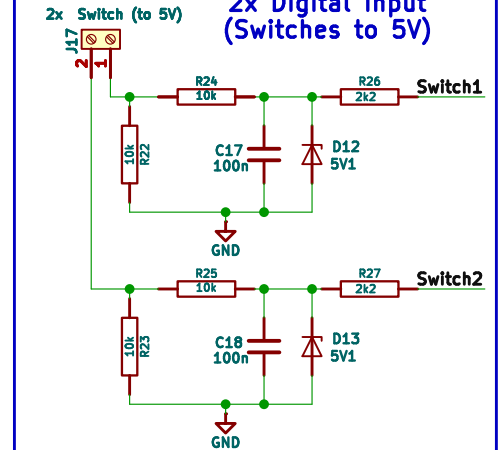 2x Digital Input
(Switches to 5V)
2x Switch (to 5V)
J17
2
1
R24
10k
R26
2k2
Switch1
10k
R22
C17
100n
D12
5V1
GND
R25
10k
R27
2k2
Switch2
10k
R23
C18
100n
D13
5V1
GND